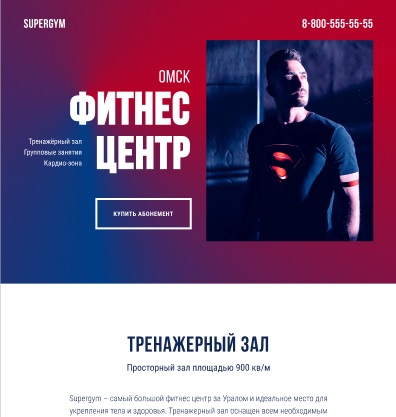 SUPERGYM
8-800-555-55-55
ОМСК
ФИТНЕС
ЦЕНТР
Тренажёрный зал
Групповые занятия
Кардио-зона
КУПИТЬ АБОНЕМЕНТ
ТРЕНАЖЕРНЫЙ ЗАЛ
Просторный зал площадью 900 кв/м
Supergym – самый большой фитнес центр за Уралом и идеальное место для
укрепления тела и здоровья. Тренажерный зал оснащен всем необходимым